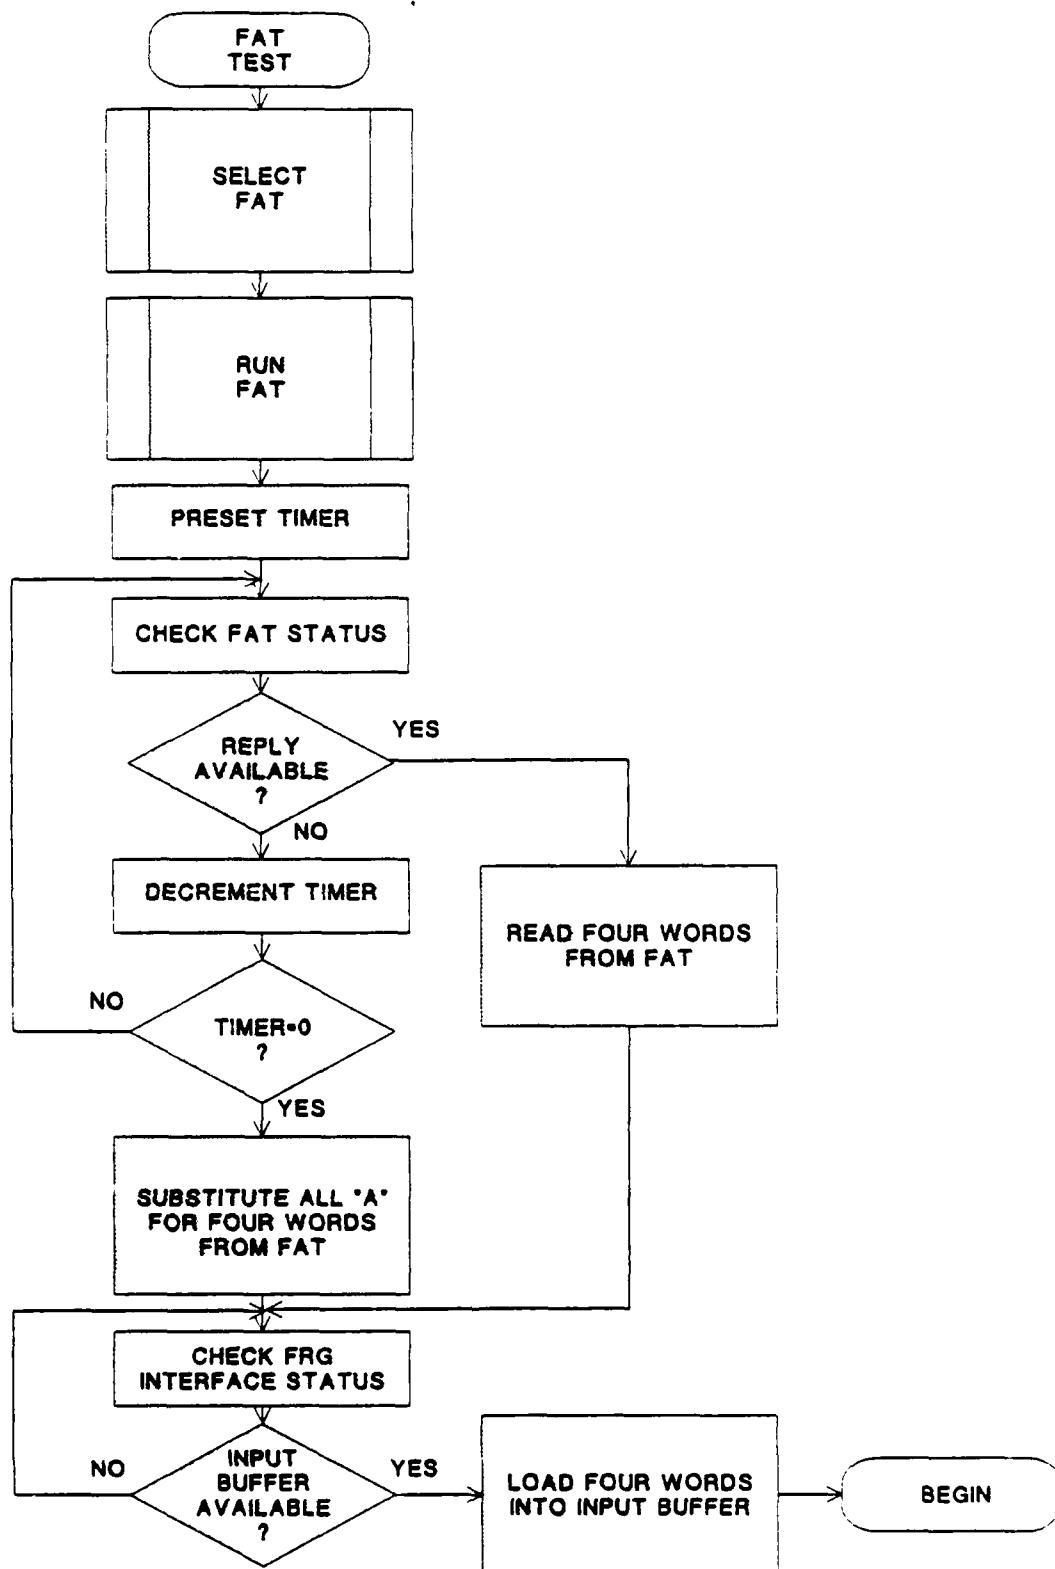 FAT
TEST
SELECT
FAT
RUN
FAT
PRESET TIMER
CHECK FAT STATUS
YES
REPLY
AVAILABLE
?
NO
DECREMENT TIMER
READ FOUR WORDS
FROM FAT
NO
TIMER=0
?
YES
SUBSTITUTE ALL "A"
FOR FOUR WORDS
FROM FAT
CHECK FRG
INTERFACE STATUS
NO
INPUT
BUFFER
AVAILABLE
?
YES
LOAD FOUR WORDS
INTO INPUT BUFFER
BEGIN